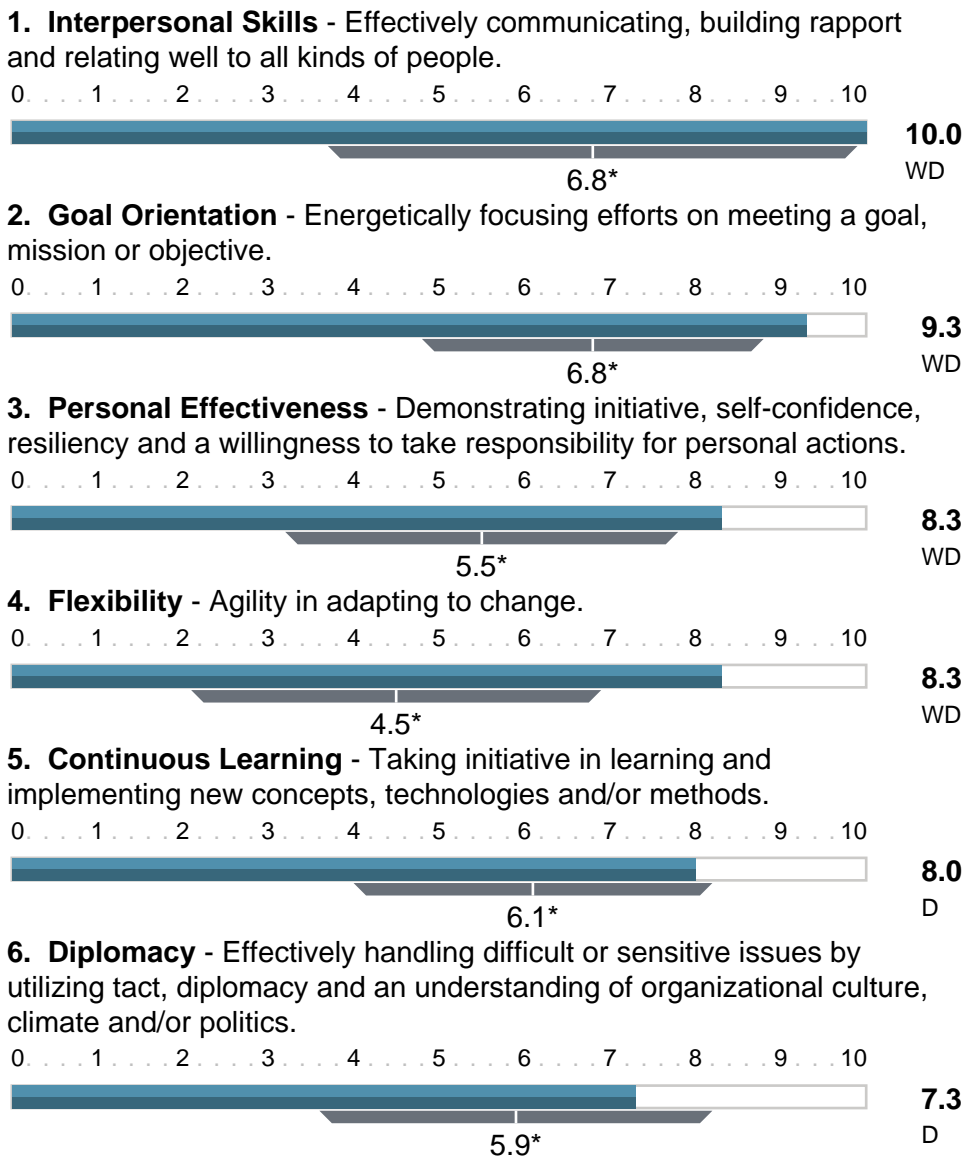 1. Interpersonal Skills - Effectively communicating, building rapport
and relating well to all kinds of people.
0. . . . 1 . . . . 2 . . . . 3 . . . . 4 . . . . 5 . . . . 6 . . . . 7 . . . . 8 . . . . 9 . . . 10
10.0
WD
6.8*
2. Goal Orientation - Energetically focusing efforts on meeting a goal,
mission or objective.
0. . . . 1 . . . . 2 . . . . 3 . . . . 4 . . . . 5 . . . . 6 . . . . 7 . . . . 8 . . . . 9 . . . 10
9.3
WD
6.8*
3. Personal Effectiveness - Demonstrating initiative, self-confidence,
resiliency and a willingness to take responsibility for personal actions.
0. . . . 1 . . . . 2 . . . . 3 . . . . 4 . . . . 5 . . . . 6 . . . . 7 . . . . 8 . . . . 9 . . . 10
8.3
WD
5.5*
4. Flexibility - Agility in adapting to change.
0. . . . 1 . . . . 2 . . . . 3 . . . . 4 . . . . 5 . . . . 6 . . . . 7 . . . . 8 . . . . 9 . . . 10
8.3
WD
4.5*
5. Continuous Learning - Taking initiative in learning and
implementing new concepts, technologies and/or methods.
0. . . . 1 . . . . 2 . . . . 3 . . . . 4 . . . . 5 . . . . 6 . . . . 7 . . . . 8 . . . . 9 . . . 10
8.0
D
6.1*
6. Diplomacy - Effectively handling difficult or sensitive issues by
utilizing tact, diplomacy and an understanding of organizational culture,
climate and/or politics.
0. . . . 1 . . . . 2 . . . . 3 . . . . 4 . . . . 5 . . . . 6 . . . . 7 . . . . 8 . . . . 9 . . . 10
7.3
D
5.9*